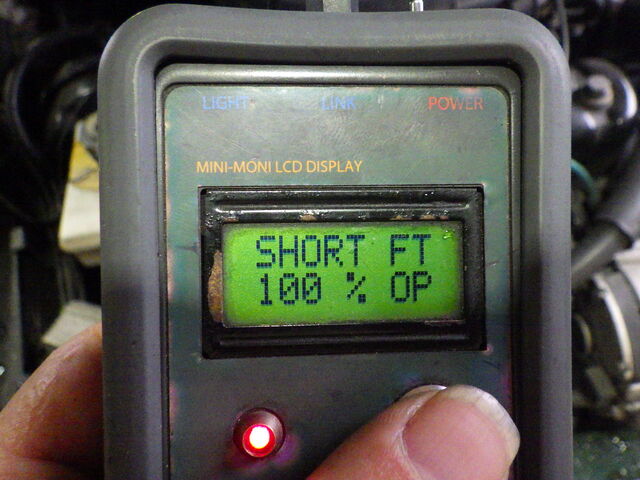 LIGHT LINK POWER
MINI-MONI LCD DISPLAY
SHORT FT
100 % OP